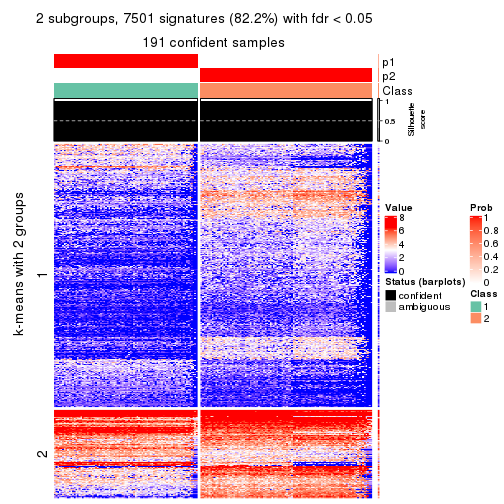 2 subgroups, 7501 signatures (82.2%) with fdr < 0.05
191 confident samples
p1
p2
Class
1
0.5
0
Silhouette
score
k-means with 2 groups
1
2
Value
8
6
4
2
0
Prob
1
0.8
0.6
0.4
0.2
0
Status (barplots)
confident
ambiguous
Class
1
2